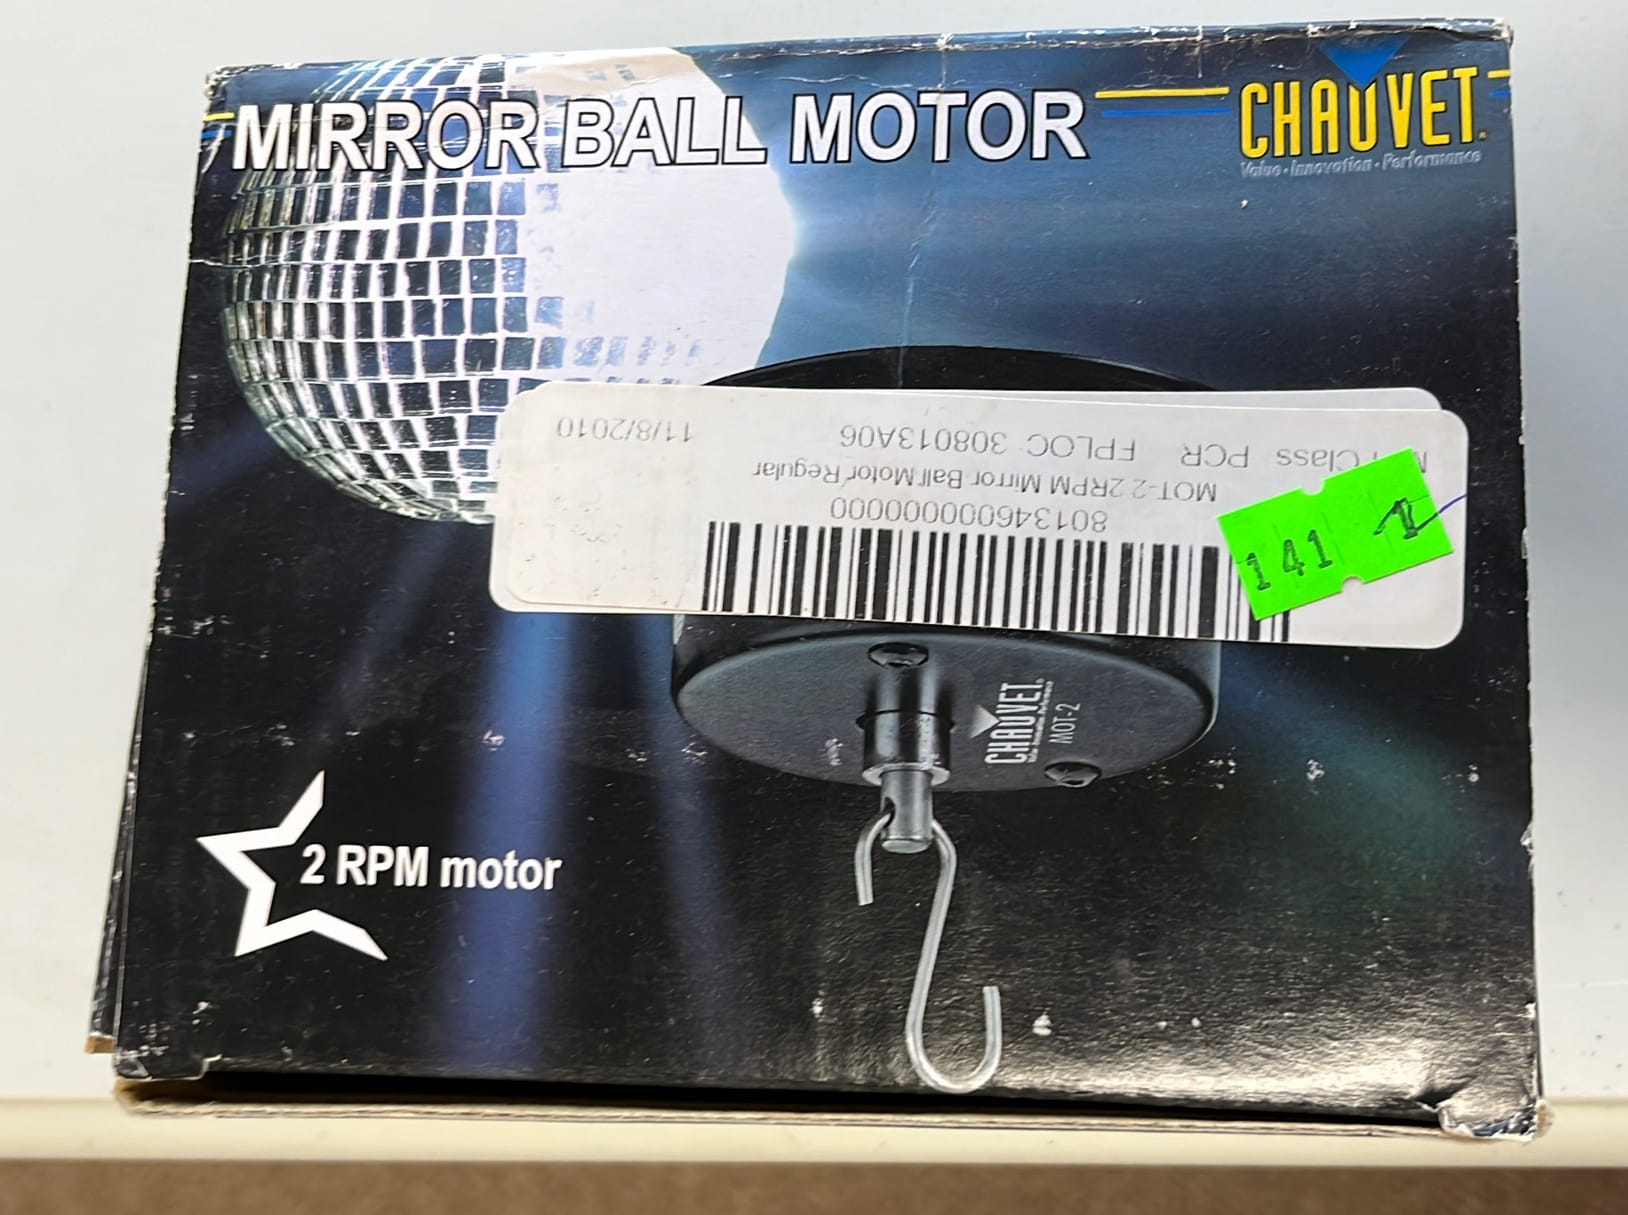 MIRROR BALL MOTOR
CHAUVET®
Value · Innovation · Performance
Class PCR FPLOC 308013A06 11/8/2010
MOT-2 2RPM Mirror Ball Motor Regular
8013460000000000
141
CHAUVET
MOT-2
2 RPM motor